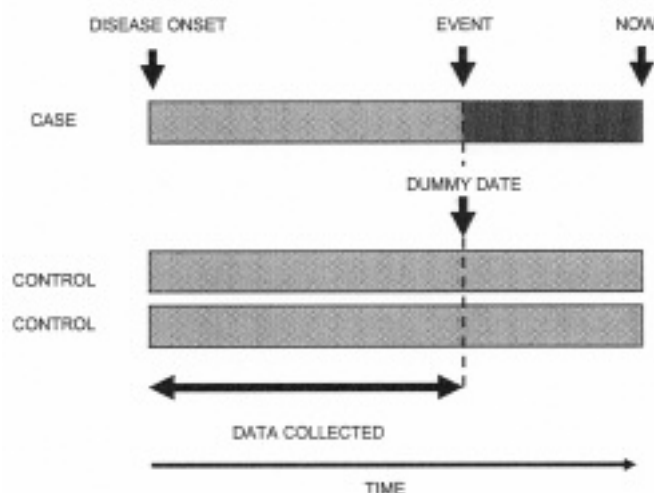 DISEASE ONSET EVENT NOW
CASE
DUMMY DATE
CONTROL
CONTROL
DATA COLLECTED
TIME